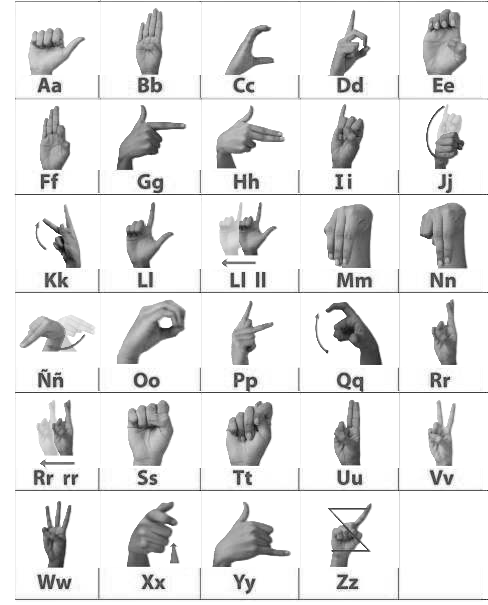 Aa Bb Cc Dd Ee
Ff Gg Hh Ii Jj
Kk Ll Ll ll Mm Nn
Ññ Oo Pp Qq Rr
Rr rr Ss Tt Uu Vv
Ww Xx Yy Zz